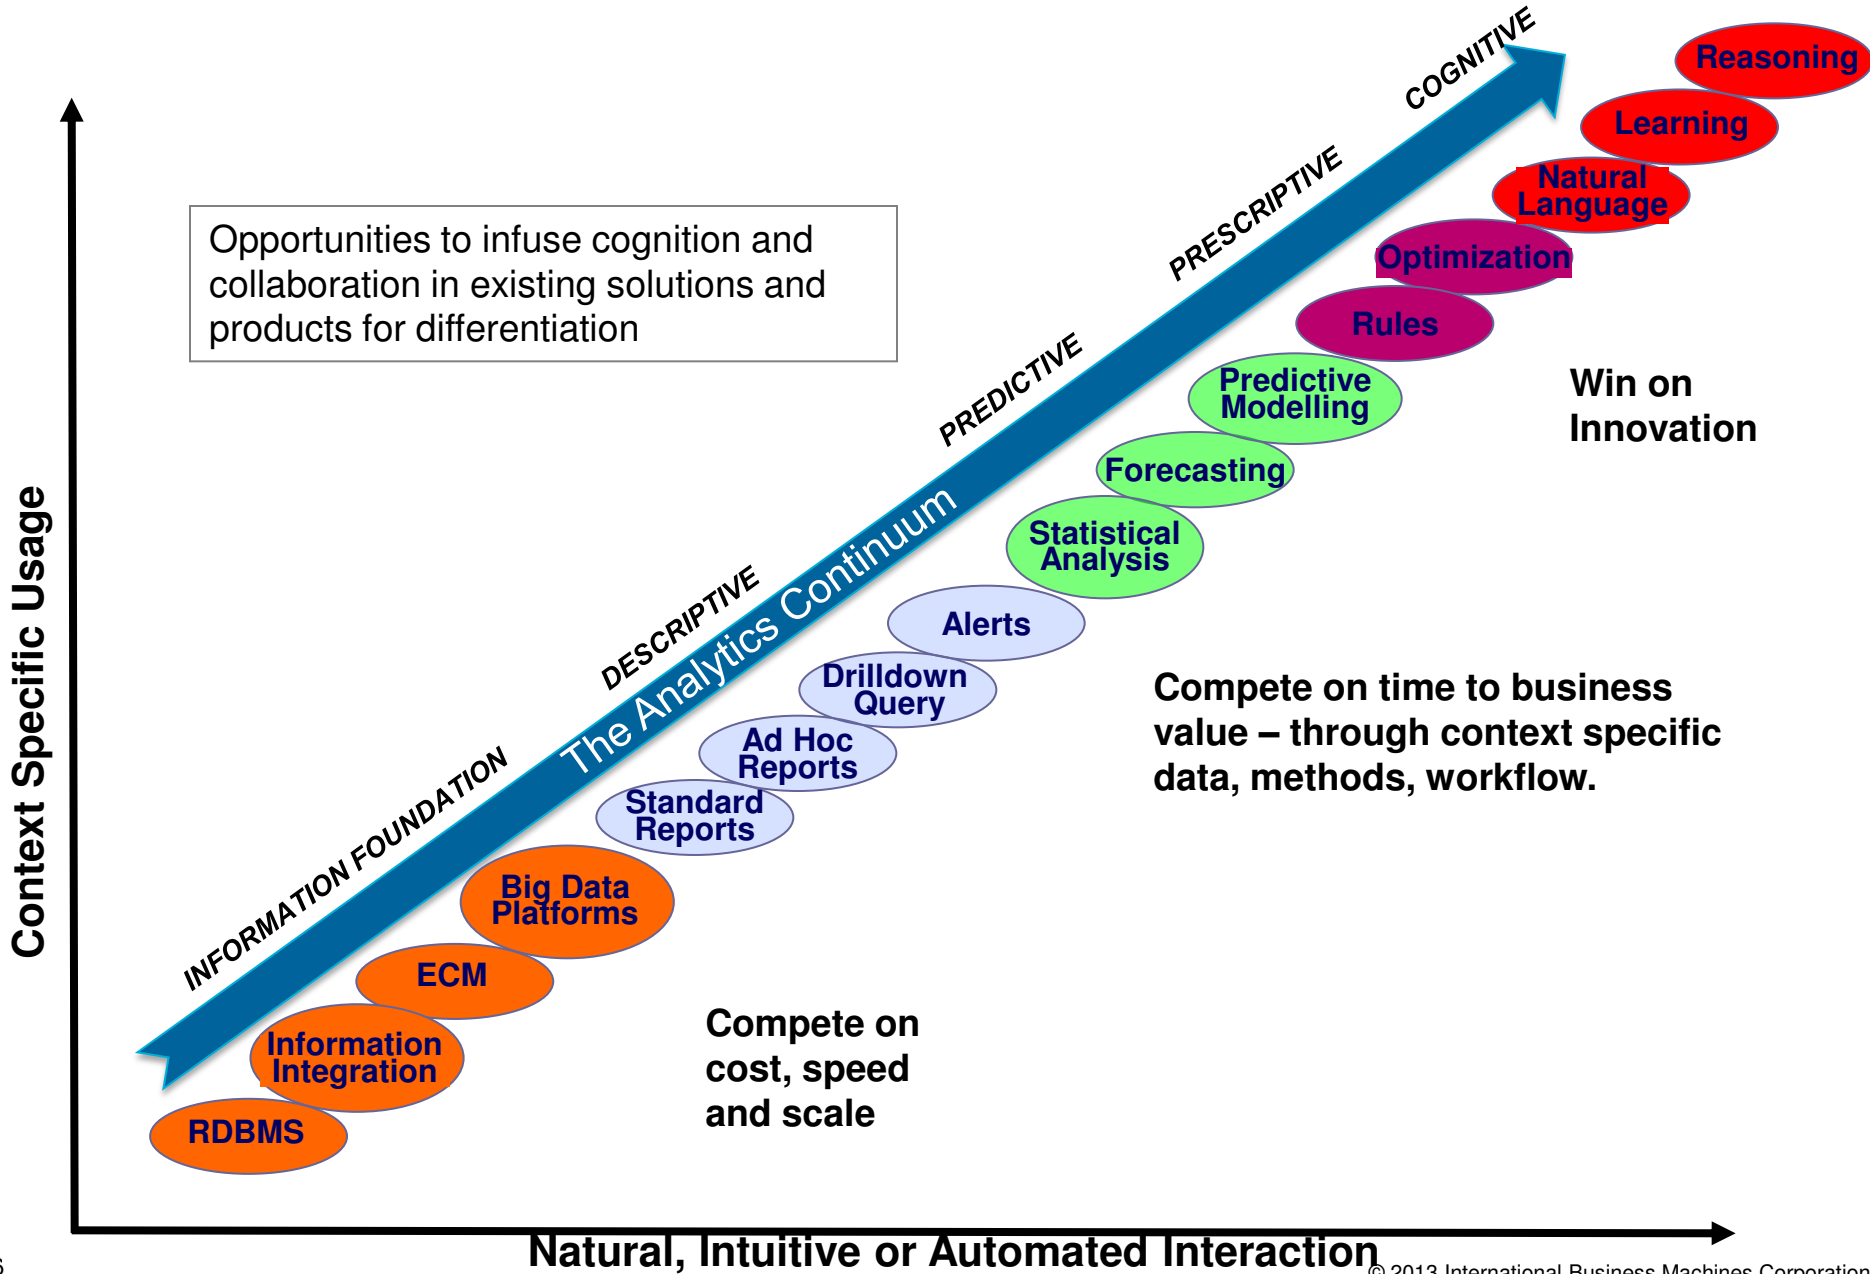 COGNITIVE
Reasoning
Learning
Natural
Language
PRESCRIPTIVE
Optimization
Rules
Opportunities to infuse cognition and
collaboration in existing solutions and
products for differentiation
PREDICTIVE
Predictive
Modelling
Win on
Innovation
Forecasting
Statistical
Analysis
The Analytics Continuum
DESCRIPTIVE
Alerts
Drilldown
Query
Ad Hoc
Reports
Standard
Reports
Compete on time to business
value – through context specific
data, methods, workflow.
Context Specific Usage
INFORMATION FOUNDATION
Big Data
Platforms
ECM
Information
Integration
RDBMS
Compete on
cost, speed
and scale
Natural, Intuitive or Automated Interaction
© 2013 International Business Machines Corporation